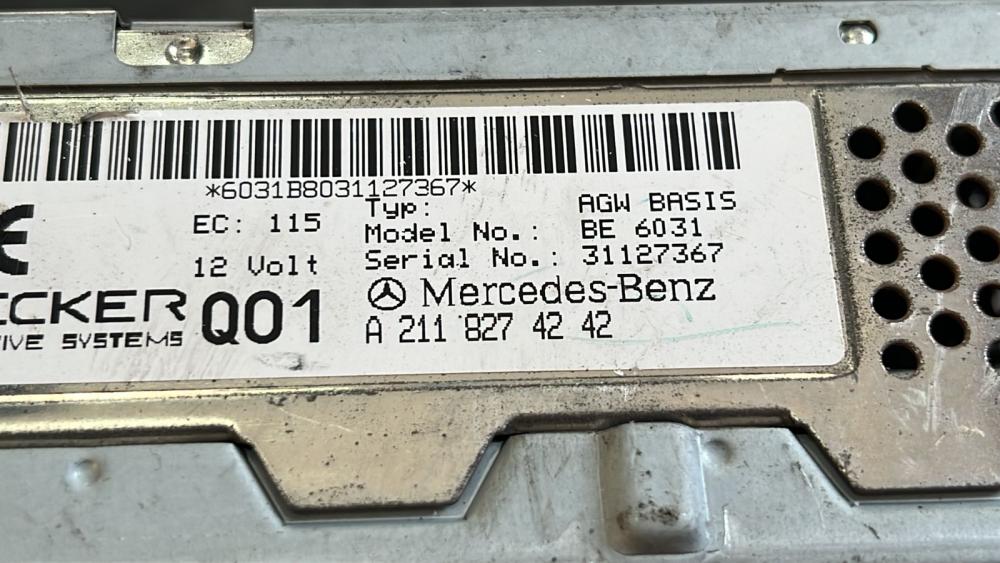 *6031B8031127367*
EC: 115
12 Volt
Typ: AGW BASIS
Model No.: BE 6031
Serial No.: 31127367
ECKER
IVE SYSTEMS
Q01
Mercedes-Benz
A 211 827 42 42